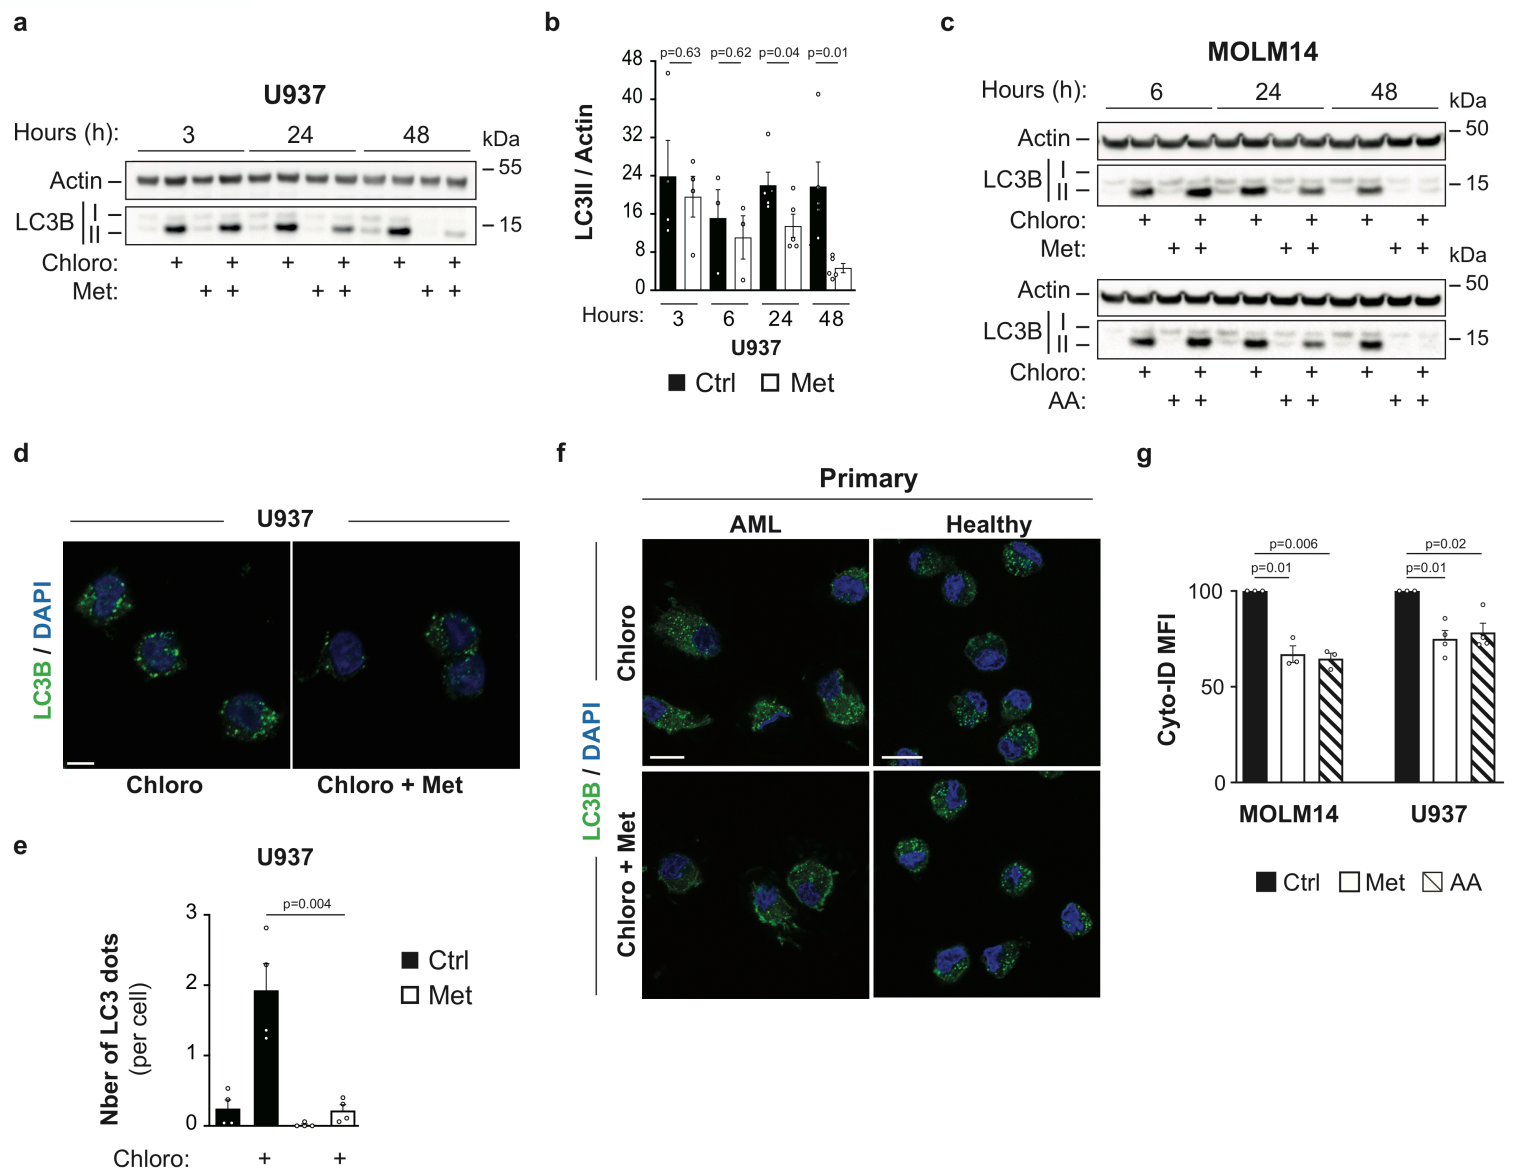 a
U937
Hours (h): 3 24 48 kDa
Actin – – 55
LC3B I – II – – 15
Chloro: + + + + + +
Met: + + + + + +
b
p=0.63 p=0.62 p=0.04 p=0.01
LC3II / Actin
48
40
32
24
16
8
0
Hours: 3 6 24 48
U937
Ctrl Met
c
MOLM14
Hours (h): 6 24 48 kDa
Actin – – 50
LC3B I – II – – 15
Chloro: + + + + + +
Met: + + + + + +
kDa
Actin – – 50
LC3B I – II – – 15
Chloro: + + + + + +
AA: + + + + + +
d
U937
LC3B / DAPI
Chloro Chloro + Met
e
U937
p=0.004
Nber of LC3 dots
(per cell)
3
2
1
0
Chloro: + +
Ctrl
Met
f
Primary
AML Healthy
LC3B / DAPI
Chloro
Chloro + Met
g
p=0.006 p=0.02
p=0.01 p=0.01
Cyto-ID MFI
100
50
0
MOLM14 U937
Ctrl Met AA